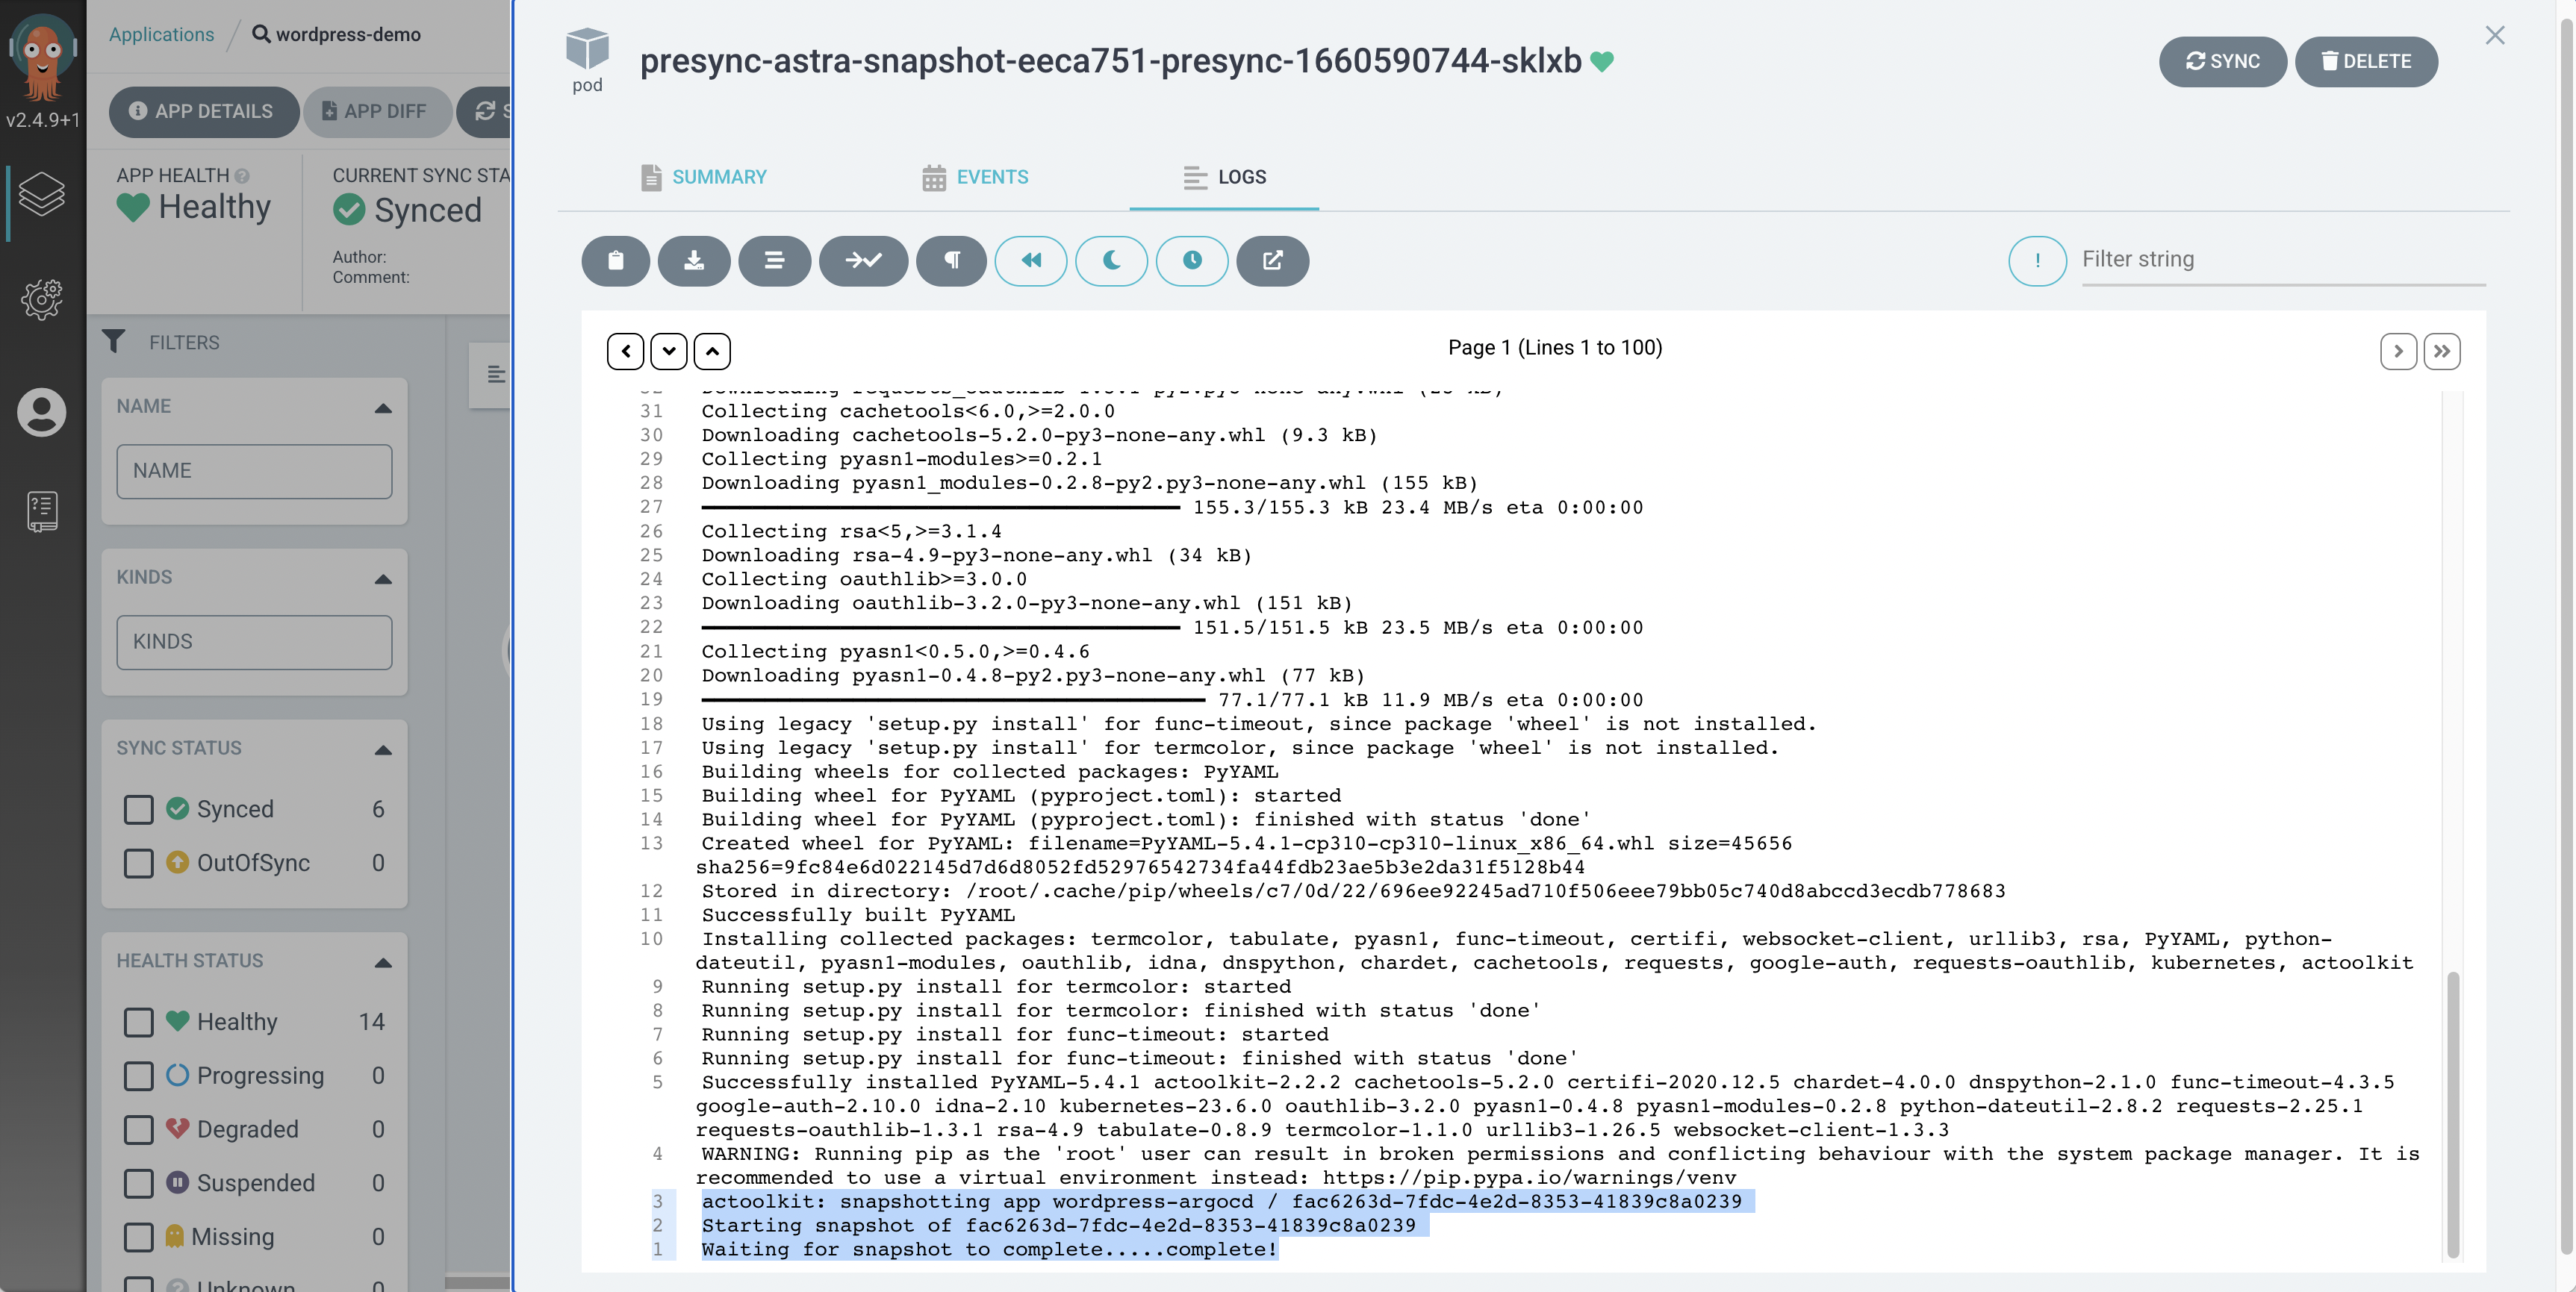 v2.4.9+1
Applications / wordpress-demo
APP DETAILS
APP DIFF
APP HEALTH
Healthy
CURRENT SYNC STA
Synced
Author:
Comment:
FILTERS
NAME
NAME
KINDS
KINDS
SYNC STATUS
Synced 6
OutOfSync 0
HEALTH STATUS
Healthy 14
Progressing 0
Degraded 0
Suspended 0
Missing 0
Unknown 0
pod
presync-astra-snapshot-eeca751-presync-1660590744-sklxb
SYNC
DELETE
SUMMARY
EVENTS
LOGS
! Filter string
Page 1 (Lines 1 to 100)
32 Downloading requests_oauthlib-1.3.1-py2.py3-none-any.whl (23 kB)
31 Collecting cachetools<6.0,>=2.0.0
30 Downloading cachetools-5.2.0-py3-none-any.whl (9.3 kB)
29 Collecting pyasn1-modules>=0.2.1
28 Downloading pyasn1_modules-0.2.8-py2.py3-none-any.whl (155 kB)
27 155.3/155.3 kB 23.4 MB/s eta 0:00:00
26 Collecting rsa<5,>=3.1.4
25 Downloading rsa-4.9-py3-none-any.whl (34 kB)
24 Collecting oauthlib>=3.0.0
23 Downloading oauthlib-3.2.0-py3-none-any.whl (151 kB)
22 151.5/151.5 kB 23.5 MB/s eta 0:00:00
21 Collecting pyasn1<0.5.0,>=0.4.6
20 Downloading pyasn1-0.4.8-py2.py3-none-any.whl (77 kB)
19 77.1/77.1 kB 11.9 MB/s eta 0:00:00
18 Using legacy 'setup.py install' for func-timeout, since package 'wheel' is not installed.
17 Using legacy 'setup.py install' for termcolor, since package 'wheel' is not installed.
16 Building wheels for collected packages: PyYAML
15 Building wheel for PyYAML (pyproject.toml): started
14 Building wheel for PyYAML (pyproject.toml): finished with status 'done'
13 Created wheel for PyYAML: filename=PyYAML-5.4.1-cp310-cp310-linux_x86_64.whl size=45656
sha256=9fc84e6d022145d7d6d8052fd52976542734fa44fdb23ae5b3e2da31f5128b44
12 Stored in directory: /root/.cache/pip/wheels/c7/0d/22/696ee92245ad710f506eee79bb05c740d8abccd3ecdb778683
11 Successfully built PyYAML
10 Installing collected packages: termcolor, tabulate, pyasn1, func-timeout, certifi, websocket-client, urllib3, rsa, PyYAML, python-
dateutil, pyasn1-modules, oauthlib, idna, dnspython, chardet, cachetools, requests, google-auth, requests-oauthlib, kubernetes, actoolkit
9 Running setup.py install for termcolor: started
8 Running setup.py install for termcolor: finished with status 'done'
7 Running setup.py install for func-timeout: started
6 Running setup.py install for func-timeout: finished with status 'done'
5 Successfully installed PyYAML-5.4.1 actoolkit-2.2.2 cachetools-5.2.0 certifi-2020.12.5 chardet-4.0.0 dnspython-2.1.0 func-timeout-4.3.5
google-auth-2.10.0 idna-2.10 kubernetes-23.6.0 oauthlib-3.2.0 pyasn1-0.4.8 pyasn1-modules-0.2.8 python-dateutil-2.8.2 requests-2.25.1
requests-oauthlib-1.3.1 rsa-4.9 tabulate-0.8.9 termcolor-1.1.0 urllib3-1.26.5 websocket-client-1.3.3
4 WARNING: Running pip as the 'root' user can result in broken permissions and conflicting behaviour with the system package manager. It is
recommended to use a virtual environment instead: https://pip.pypa.io/warnings/venv
3 actoolkit: snapshotting app wordpress-argocd / fac6263d-7fdc-4e2d-8353-41839c8a0239
2 Starting snapshot of fac6263d-7fdc-4e2d-8353-41839c8a0239
1 Waiting for snapshot to complete.....complete!